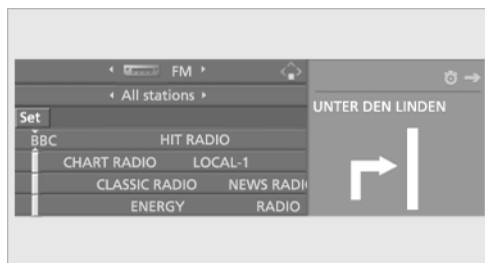 FM
All stations
UNTER DEN LINDEN
Set
BBC HIT RADIO
CHART RADIO LOCAL-1
CLASSIC RADIO NEWS RADI
ENERGY RADIO